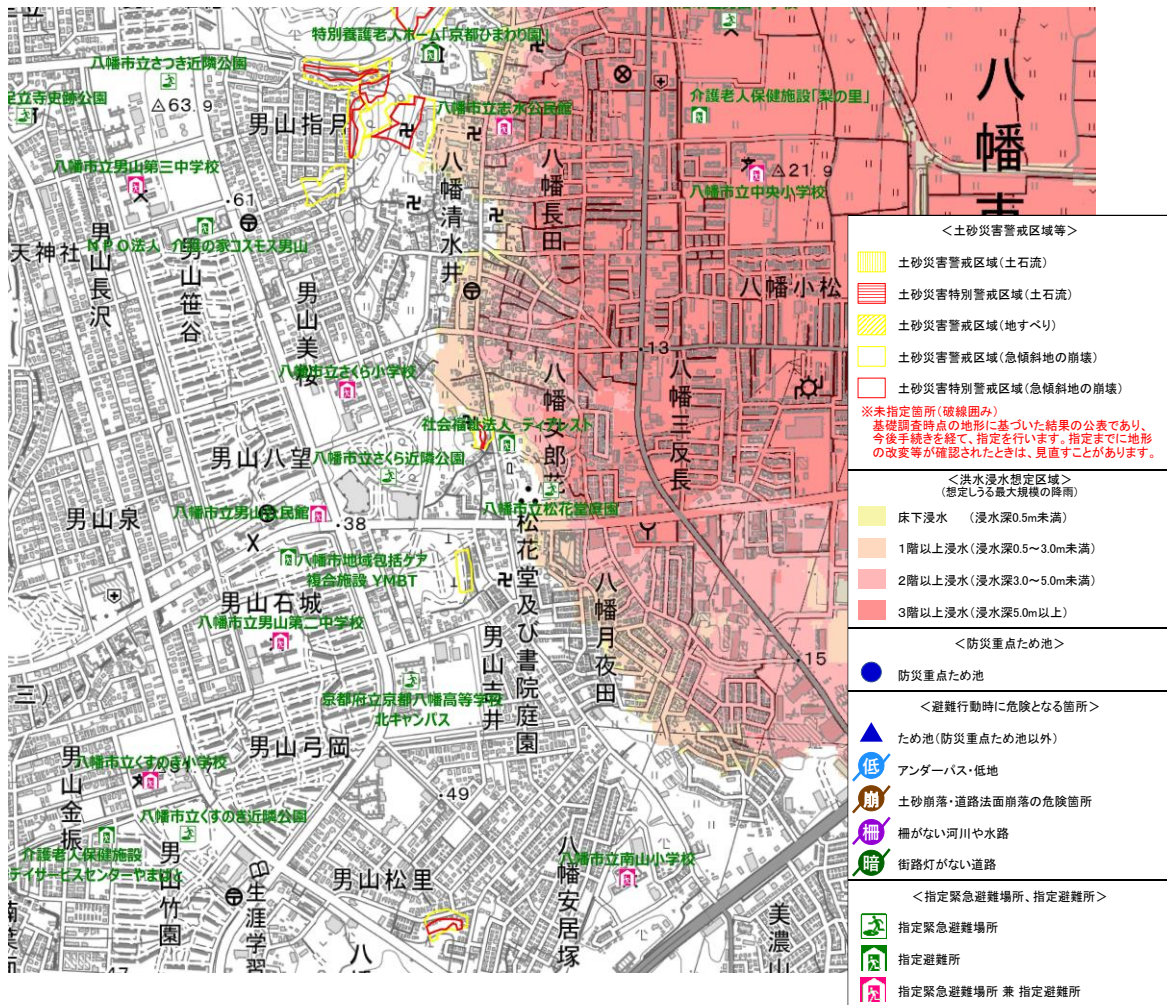 特別養護老人ホーム「京都ひまわり園」
八幡市立さつき近隣公園
足立寺史跡公園
63.9
男山指月
八幡市立志水公民館
介護老人保健施設「梨の里」
八幡市
八幡市立男山第三中学校
61
八幡清水井
八幡長田
21.9
八幡市立中央小学校
天神社
男山長沢
NPO法人 介護の家コスモス男山
男山笹谷
男山美桜
八幡小松
13
八幡市立さくら小学校
八幡女郎花
八幡三反長
社会福祉法人 ティアレスト
男山八望
八幡市立さくら近隣公園
男山泉
八幡市立男山公民館
38
八幡市立松花堂庭園
松花堂及び書院庭園
八幡市地域包括ケア
複合施設 YMBT
男山石城
八幡市立男山第二中学校
男山吉井
八幡月夜田
15
三)
京都府立京都八幡高等学校
北キャンパス
男山弓岡
八幡市立くすのき小学校
男山金振
49
八幡市立くすのき近隣公園
介護老人保健施設
デイサービスセンターやまばと
男山竹園
男山松里
八幡市立南山小学校
八幡安居塚
美濃山
生涯学習
47
<土砂災害警戒区域等>
土砂災害警戒区域(土石流)
土砂災害特別警戒区域(土石流)
土砂災害警戒区域(地すべり)
土砂災害警戒区域(急傾斜地の崩壊)
土砂災害特別警戒区域(急傾斜地の崩壊)
※未指定箇所(破線囲み)
基礎調査時点の地形に基づいた結果の公表であり、
今後手続きを経て、指定を行います。指定までに地形
の改変等が確認されたときは、見直すことがあります。
<洪水浸水想定区域>
(想定しうる最大規模の降雨)
床下浸水 (浸水深0.5m未満)
1階以上浸水(浸水深0.5~3.0m未満)
2階以上浸水(浸水深3.0~5.0m未満)
3階以上浸水(浸水深5.0m以上)
<防災重点ため池>
防災重点ため池
<避難行動時に危険となる箇所>
ため池(防災重点ため池以外)
低 アンダーパス・低地
崩 土砂崩落・道路法面崩落の危険箇所
柵 柵がない河川や水路
暗 街路灯がない道路
<指定緊急避難場所、指定避難所>
指定緊急避難場所
指定避難所
指定緊急避難場所 兼 指定避難所